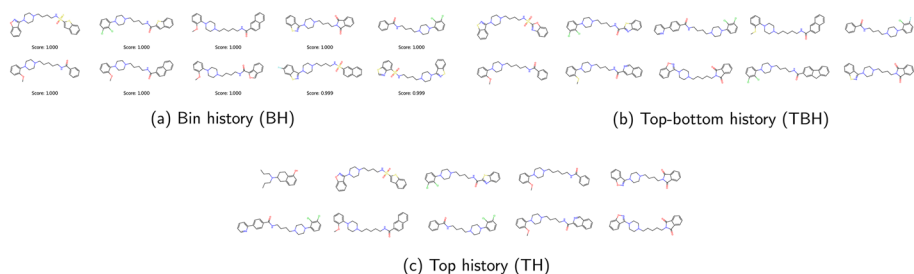 Score: 1.000 Score: 1.000 Score: 1.000 Score: 1.000 Score: 1.000
Score: 1.000 Score: 1.000 Score: 1.000 Score: 0.999 Score: 0.999
(a) Bin history (BH)
(b) Top-bottom history (TBH)
(c) Top history (TH)